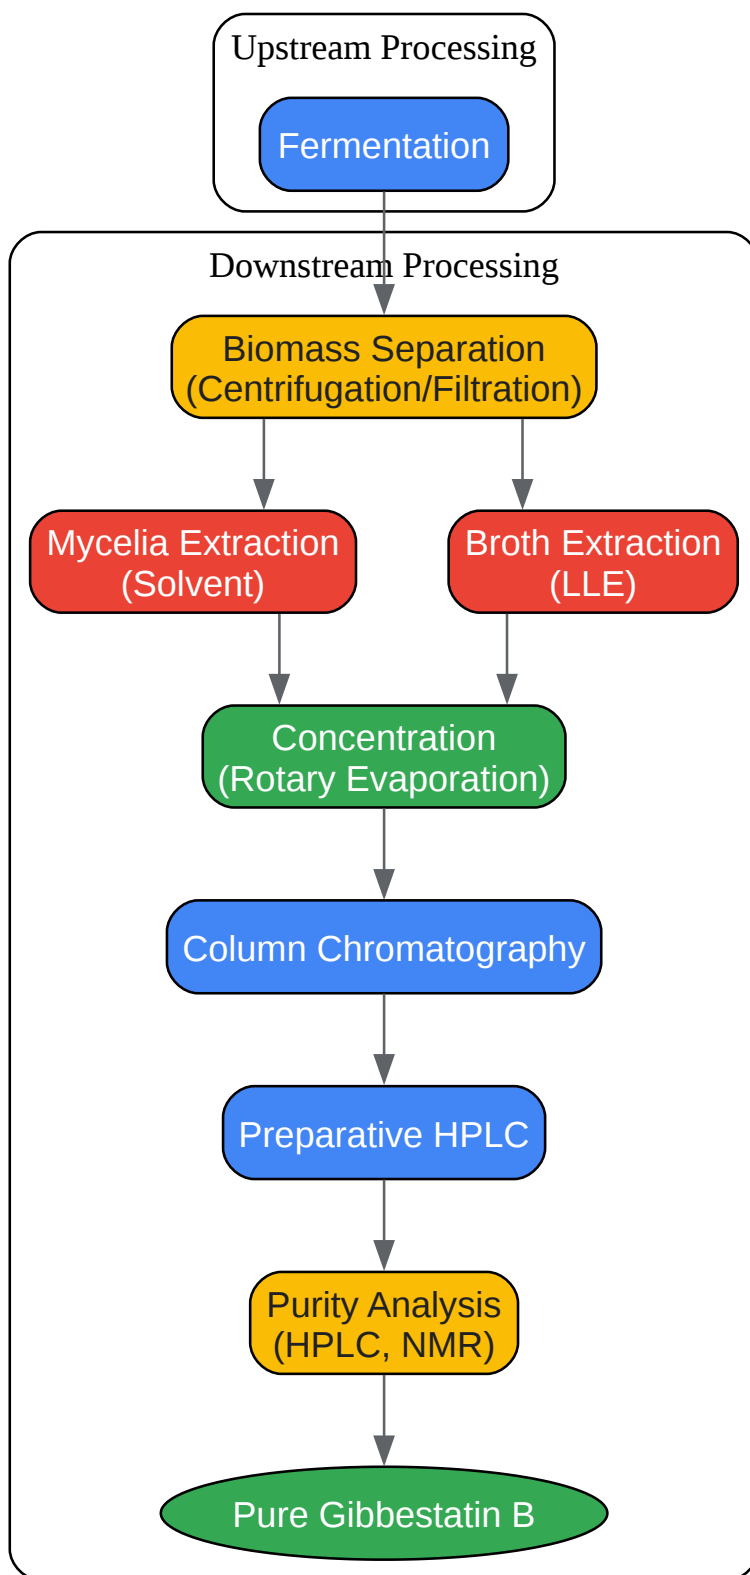 Upstream Processing
Fermentation
Downstream Processing
Biomass Separation
(Centrifugation/Filtration)
Mycelia Extraction
(Solvent)
Broth Extraction
(LLE)
Concentration
(Rotary Evaporation)
Column Chromatography
Preparative HPLC
Purity Analysis
(HPLC, NMR)
Pure Gibbestatin B